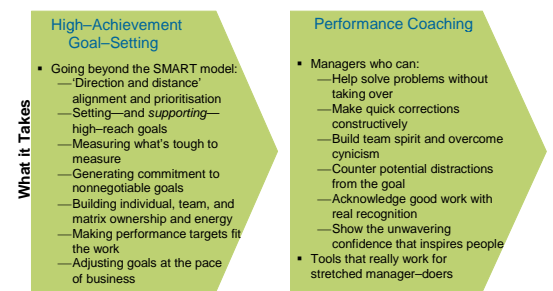 What it Takes
High–Achievement
Goal–Setting
▪ Going beyond the SMART model:
—‘Direction and distance’
alignment and prioritisation
—Setting—and supporting—
high–reach goals
—Measuring what’s tough to
measure
—Generating commitment to
nonnegotiable goals
—Building individual, team, and
matrix ownership and energy
—Making performance targets fit
the work
—Adjusting goals at the pace
of business
Performance Coaching
▪ Managers who can:
—Help solve problems without
taking over
—Make quick corrections
constructively
—Build team spirit and overcome
cynicism
—Counter potential distractions
from the goal
—Acknowledge good work with
real recognition
—Show the unwavering
confidence that inspires people
▪ Tools that really work for
stretched manager–doers